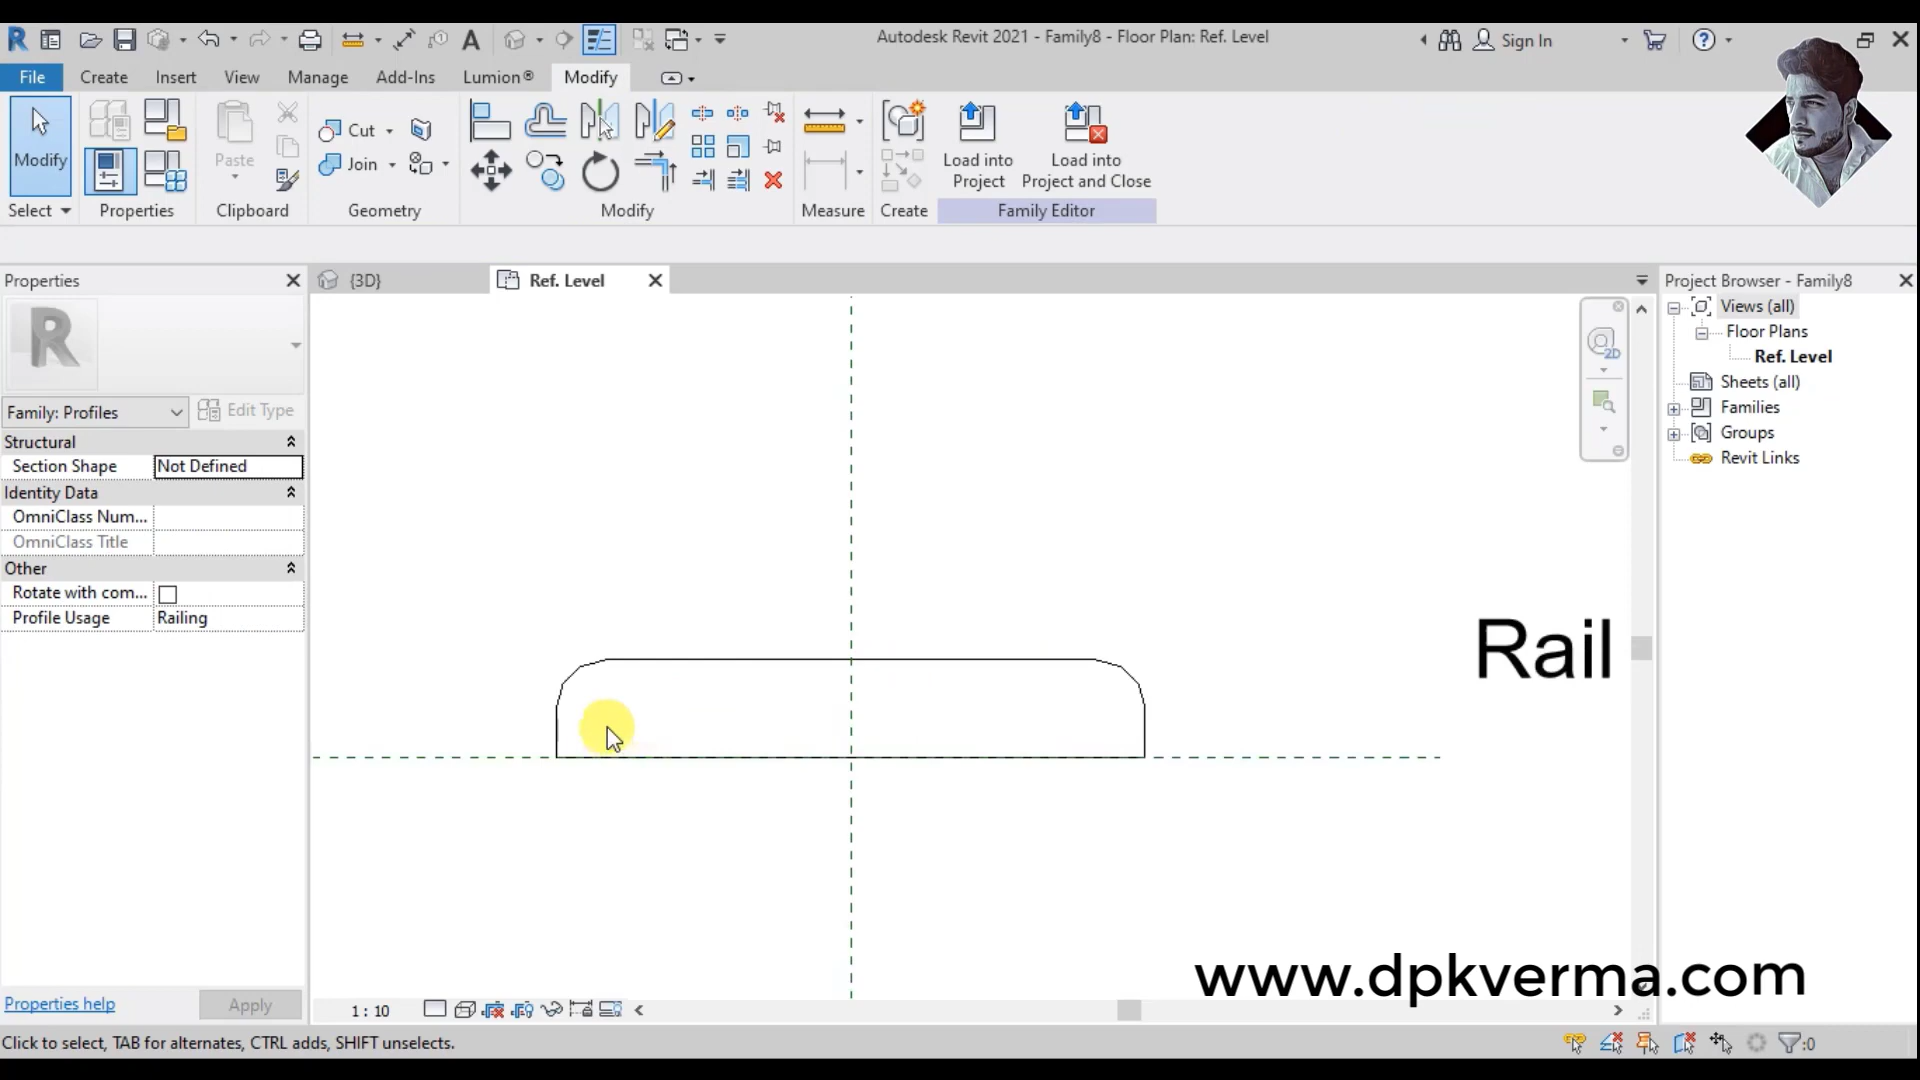 Autodesk Revit 2021 - Family8 - Floor Plan: Ref. Level
Sign In
File Create Insert View Manage Add-Ins Lumion® Modify
Modify
Paste
Cut
Join
Load into Project
Load into Project and Close
Select Properties Clipboard Geometry Modify Measure Create Family Editor
Properties
{3D}
Ref. Level
Project Browser - Family8
Views (all)
Floor Plans
Ref. Level
Sheets (all)
Families
Groups
Revit Links
2D
R
Family: Profiles
Edit Type
Structural
Section Shape Not Defined
Identity Data
OmniClass Num...
OmniClass Title
Other
Rotate with com...
Profile Usage Railing
Rail
www.dpkverma.com
Properties help
Apply
1 : 10
Click to select, TAB for alternates, CTRL adds, SHIFT unselects.
:0